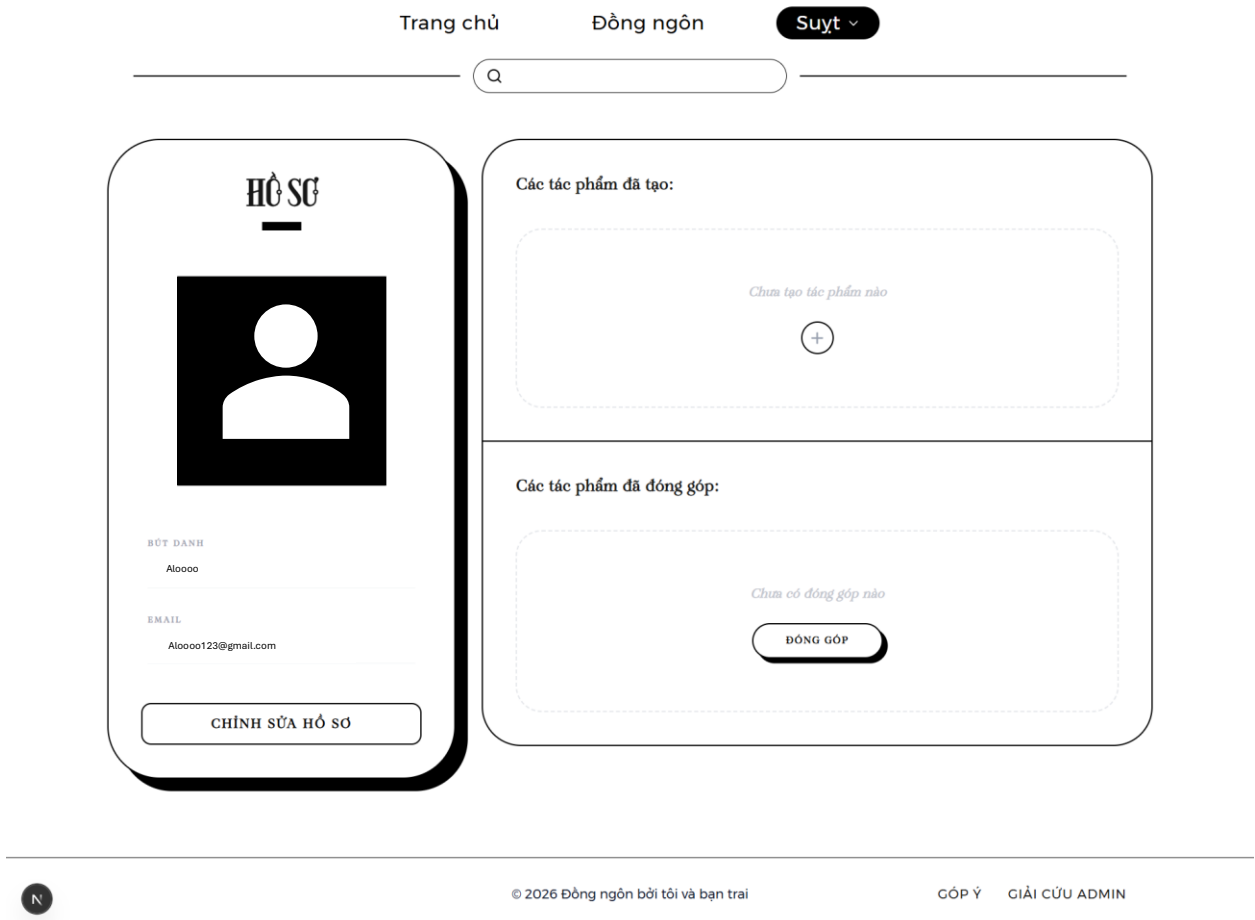 Trang chủ
Đồng ngôn
Suỵt
HỒ SƠ
BÚT DANH
Aloooo
EMAIL
Aloooo123@gmail.com
CHỈNH SỬA HỒ SƠ
Các tác phẩm đã tạo:
Chưa tạo tác phẩm nào
Các tác phẩm đã đóng góp:
Chưa có đóng góp nào
ĐÓNG GÓP
N
© 2026 Đồng ngôn bởi tôi và bạn trai
GÓP Ý
GIẢI CỨU ADMIN